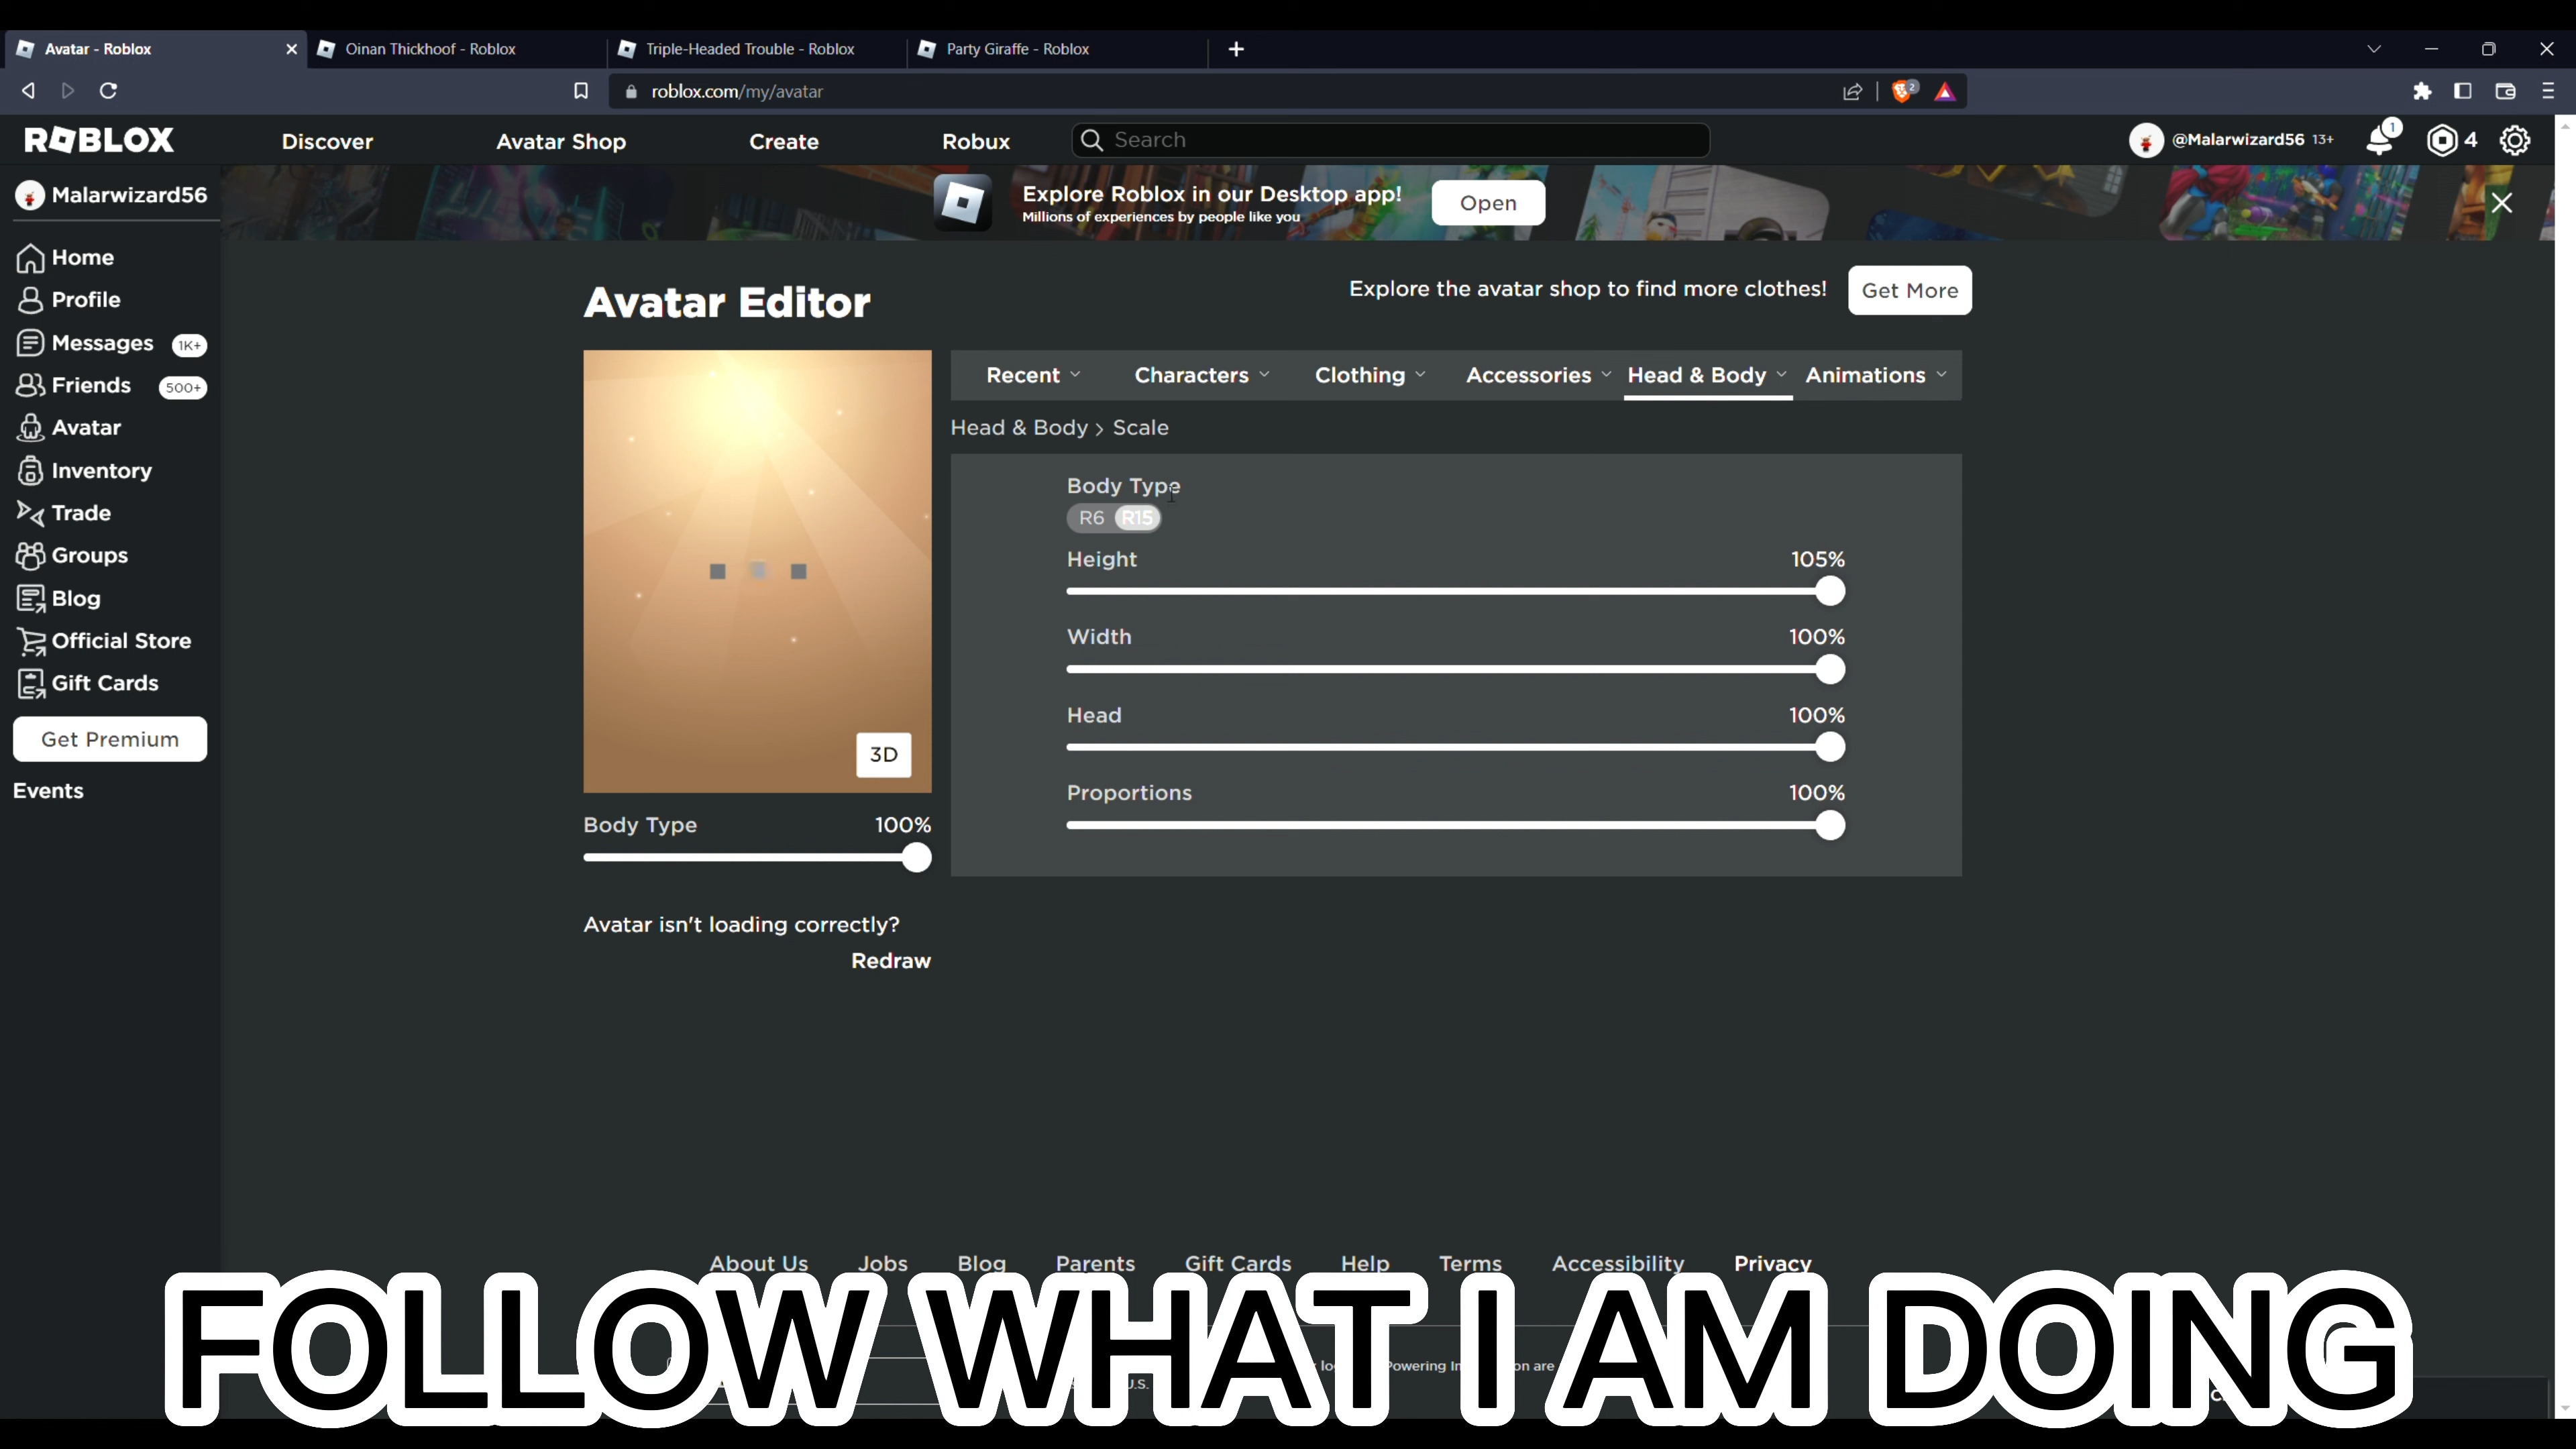 Avatar - Roblox
Oinan Thickhoof - Roblox
Triple-Headed Trouble - Roblox
Party Giraffe - Roblox
roblox.com/my/avatar
2
ROBLOX
Discover
Avatar Shop
Create
Robux
Search
@Malarwizard56 13+
1
4
Malarwizard56
Explore Roblox in our Desktop app!
Millions of experiences by people like you
Open
Home
Profile
Messages 1K+
Friends 500+
Avatar
Inventory
Trade
Groups
Blog
Official Store
Gift Cards
Get Premium
Events
Avatar Editor
Explore the avatar shop to find more clothes!
Get More
Recent
Characters
Clothing
Accessories
Head & Body
Animations
Head & Body > Scale
Body Type
R6 R15
Height 105%
Width 100%
Head 100%
Proportions 100%
3D
Body Type 100%
Avatar isn't loading correctly?
Redraw
About Us
Jobs
Blog
Parents
Gift Cards
Help
Terms
Accessibility
Privacy
FOLLOW WHAT I AM DOING
Powering
are
U.S.